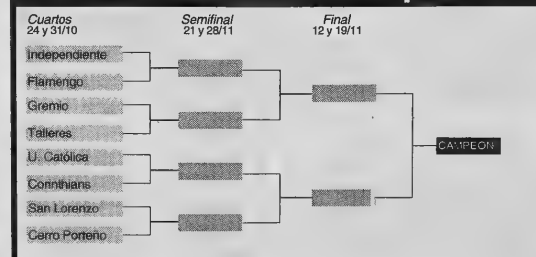 Cuartos
24 y 31/10
Semifinal
21 y 28/11
Final
12 y 19/11
Independiente
Flamengo
Gremio
Talleres
U. Católica
Corinthians
San Lorenzo
Cerro Porteño
CAMPEON